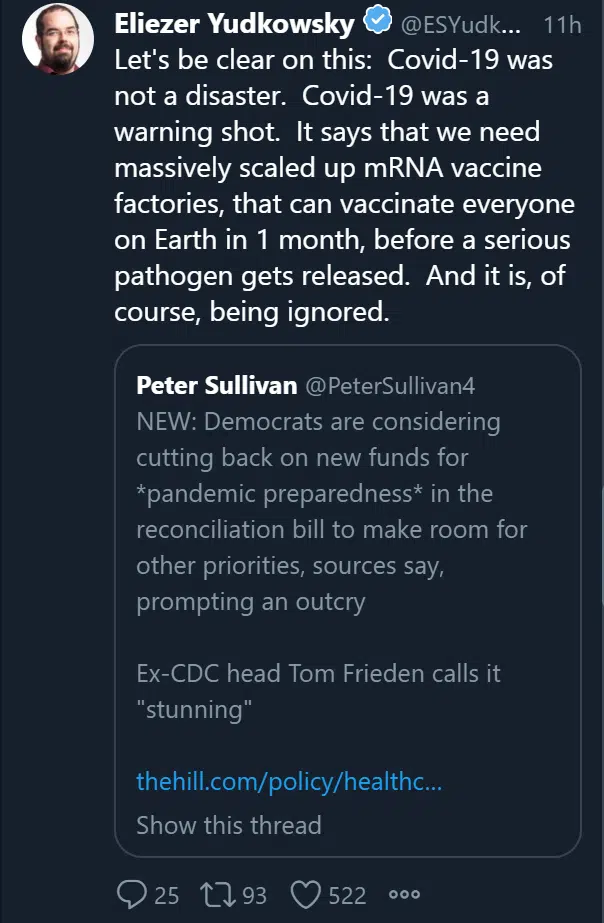 Eliezer Yudkowsky @ESYudk... 11h
Let's be clear on this:  Covid-19 was
not a disaster.  Covid-19 was a
warning shot.  It says that we need
massively scaled up mRNA vaccine
factories, that can vaccinate everyone
on Earth in 1 month, before a serious
pathogen gets released.  And it is, of
course, being ignored.
Peter Sullivan @PeterSullivan4
NEW: Democrats are considering
cutting back on new funds for
*pandemic preparedness* in the
reconciliation bill to make room for
other priorities, sources say,
prompting an outcry
Ex-CDC head Tom Frieden calls it
"stunning"
thehill.com/policy/healthc...
Show this thread
25 93 522